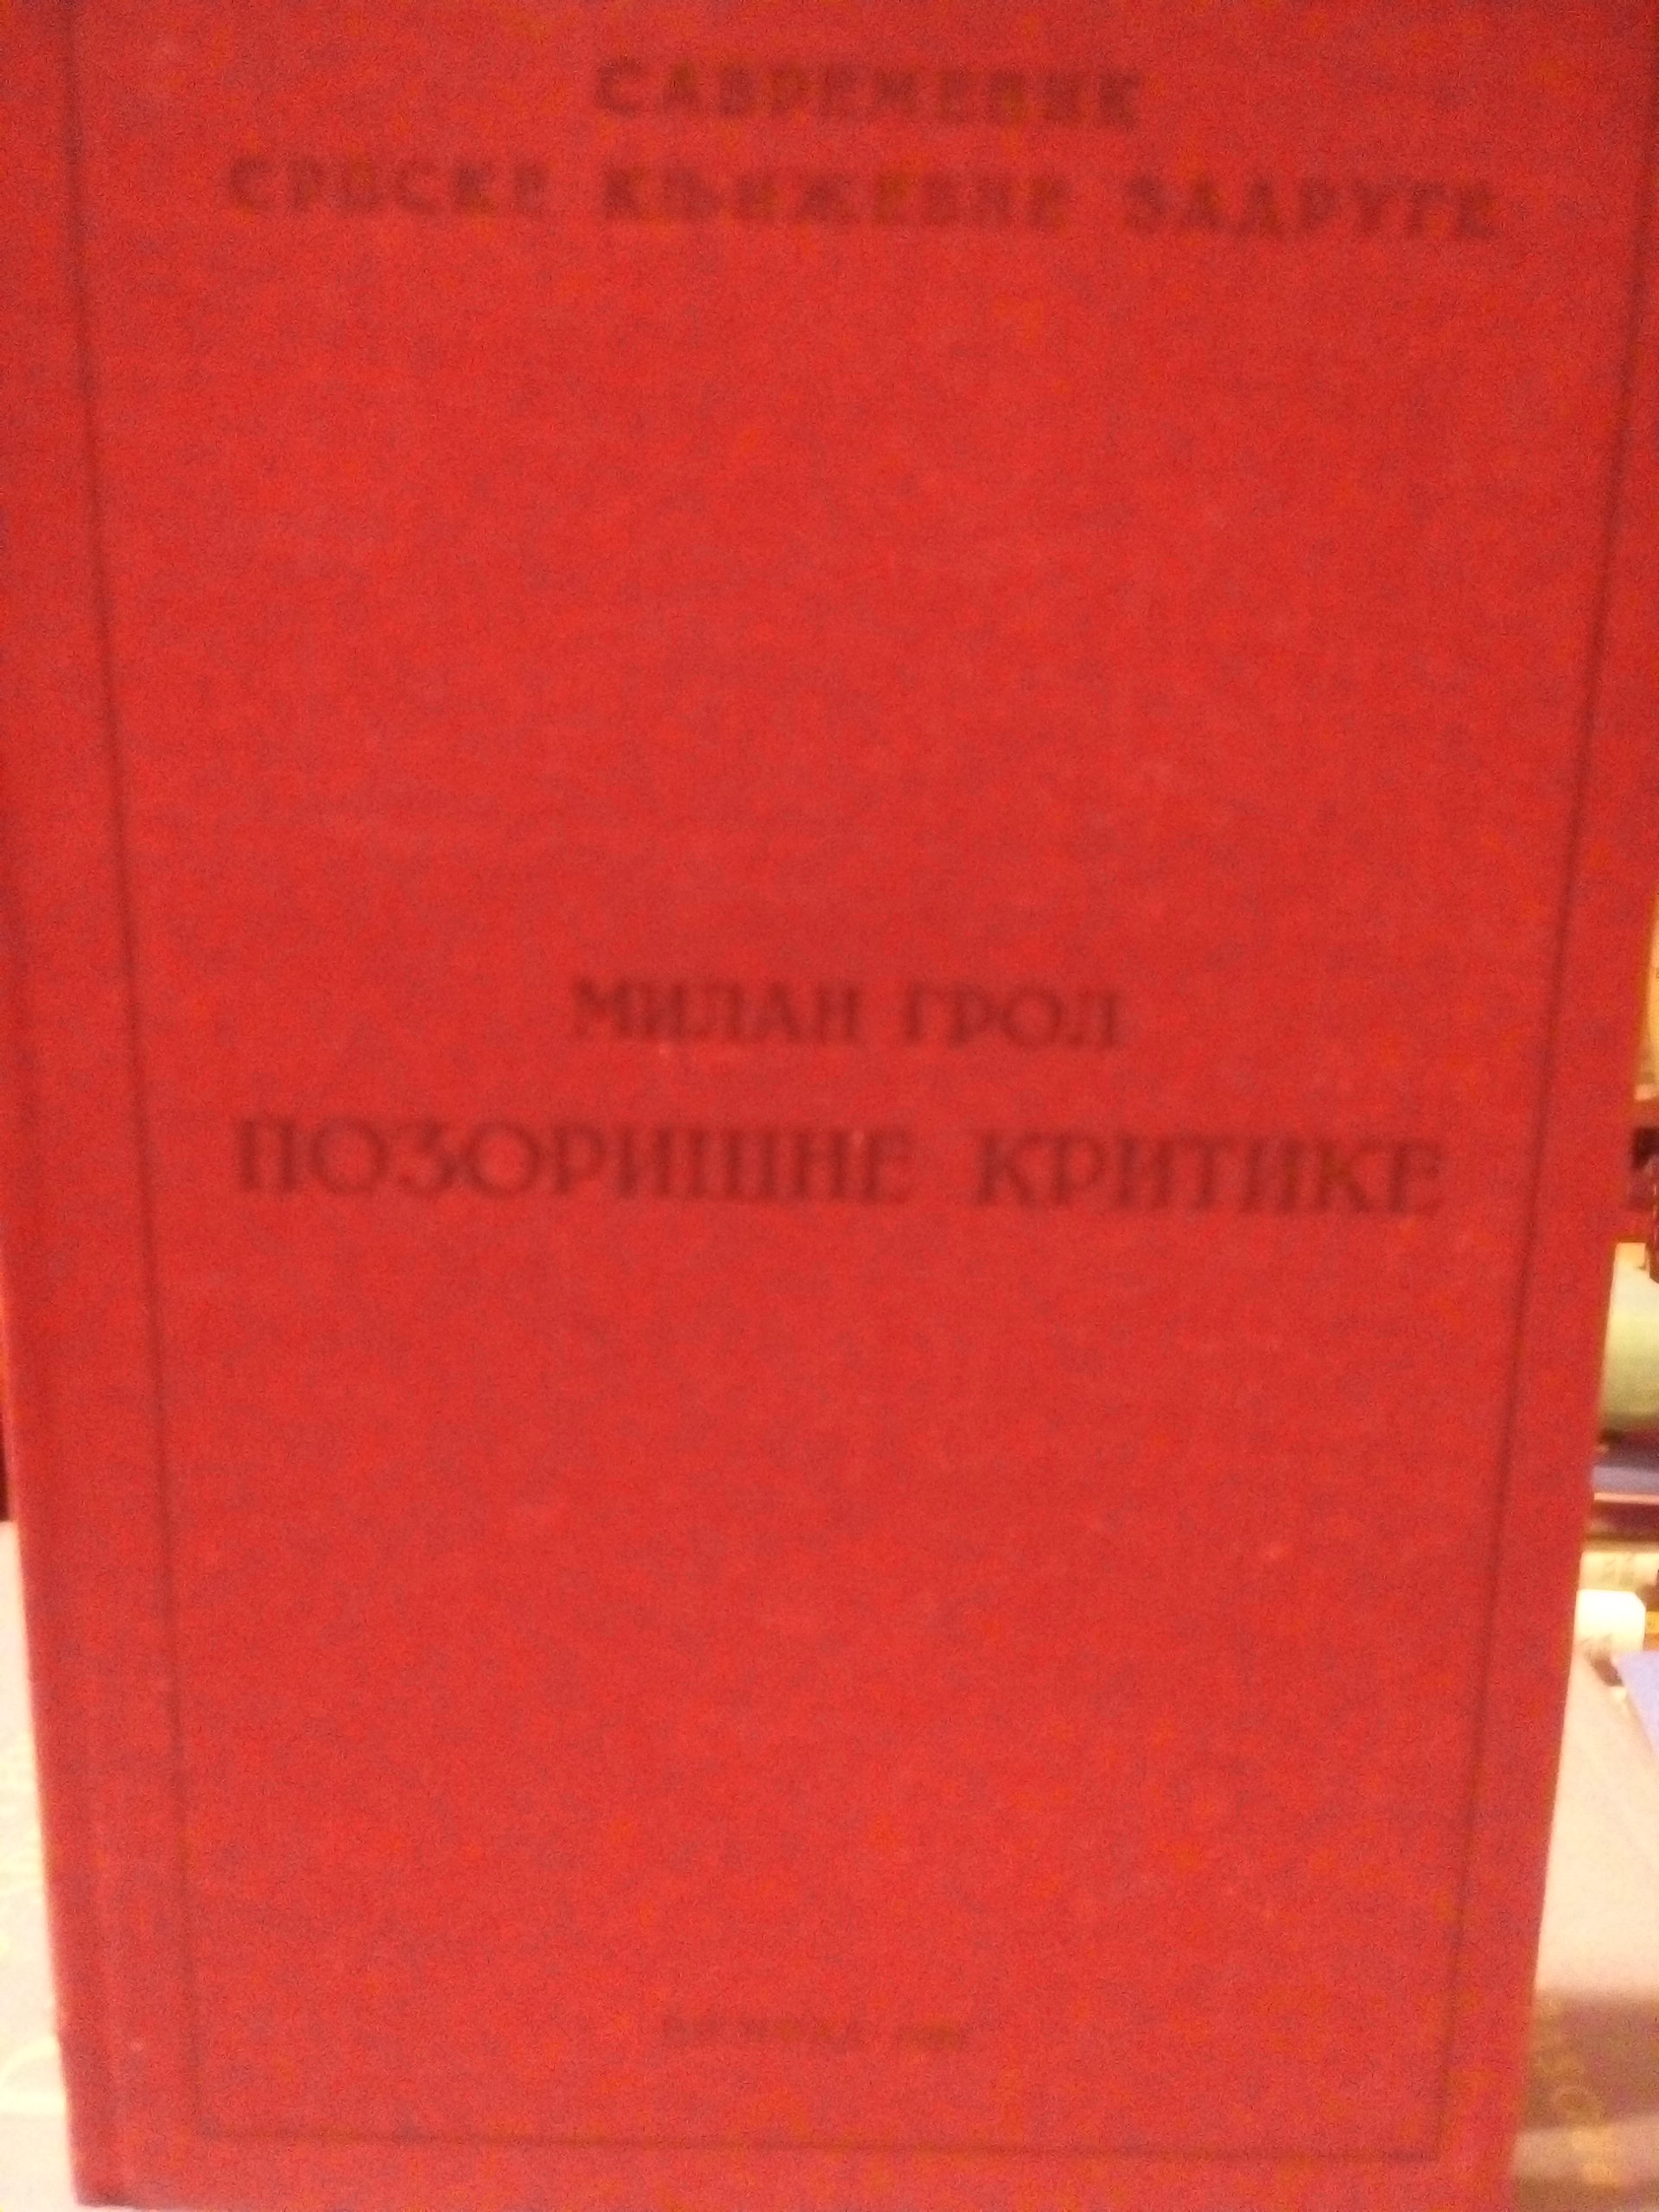 САВРЕМЕНИК
СРПСКЕ КЊИЖЕВНЕ ЗАДРУГЕ
МИЛАН ГРОЛ
ПОЗОРИШНЕ КРИТИКЕ